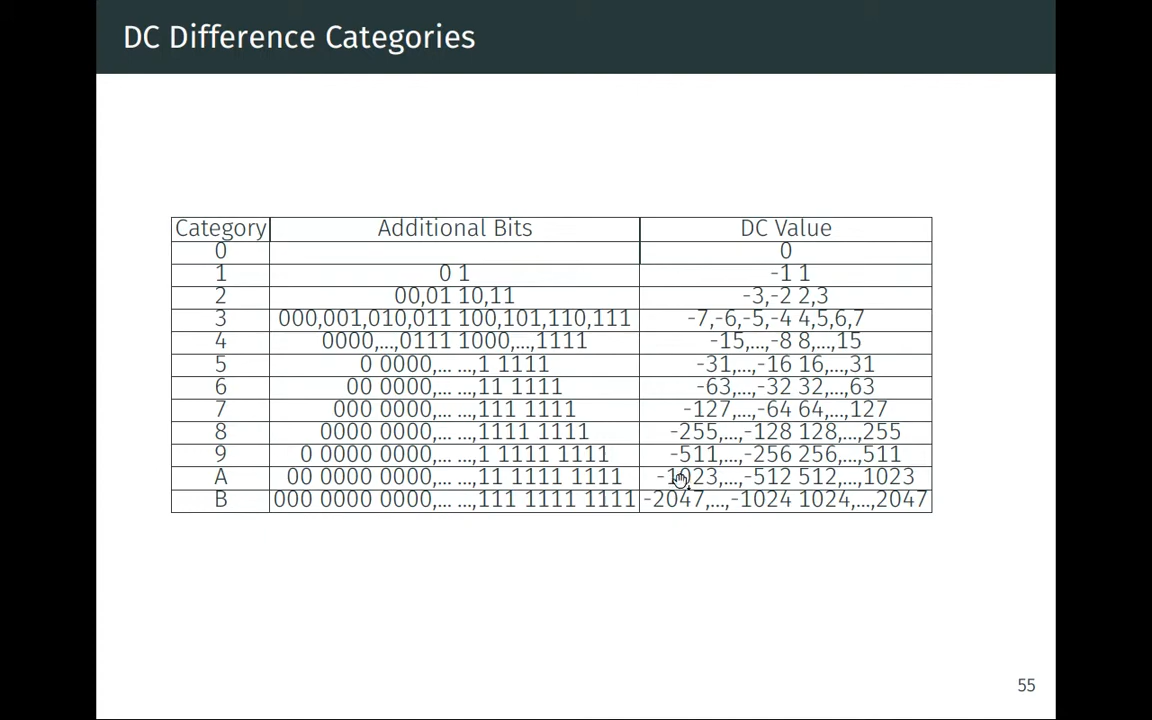 DC Difference Categories
Category Additional Bits DC Value
0 0
1 0 1 -1 1
2 00,01 10,11 -3,-2 2,3
3 000,001,010,011 100,101,110,111 -7,-6,-5,-4 4,5,6,7
4 0000,...,0111 1000,...,1111 -15,...,-8 8,...,15
5 0 0000,... ...,1 1111 -31,...,-16 16,...,31
6 00 0000,... ...,11 1111 -63,...,-32 32,...,63
7 000 0000,... ...,111 1111 -127,...,-64 64,...,127
8 0000 0000,... ...,1111 1111 -255,...,-128 128,...,255
9 0 0000 0000,... ...,1 1111 1111 -511,...,-256 256,...,511
A 00 0000 0000,... ...,11 1111 1111 -1023,...,-512 512,...,1023
B 000 0000 0000,... ...,111 1111 1111 -2047,...,-1024 1024,...,2047
55